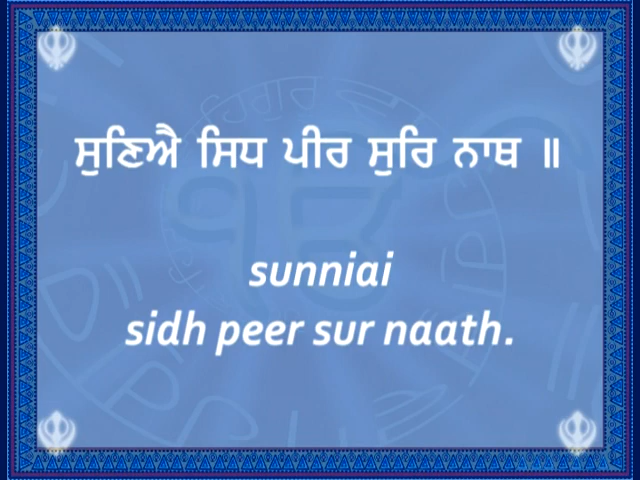 ਸੁਣਿਐ ਸਿਧ ਪੀਰ ਸੁਰਿ ਨਾਥ ॥
sunniai
sidh peer sur naath.